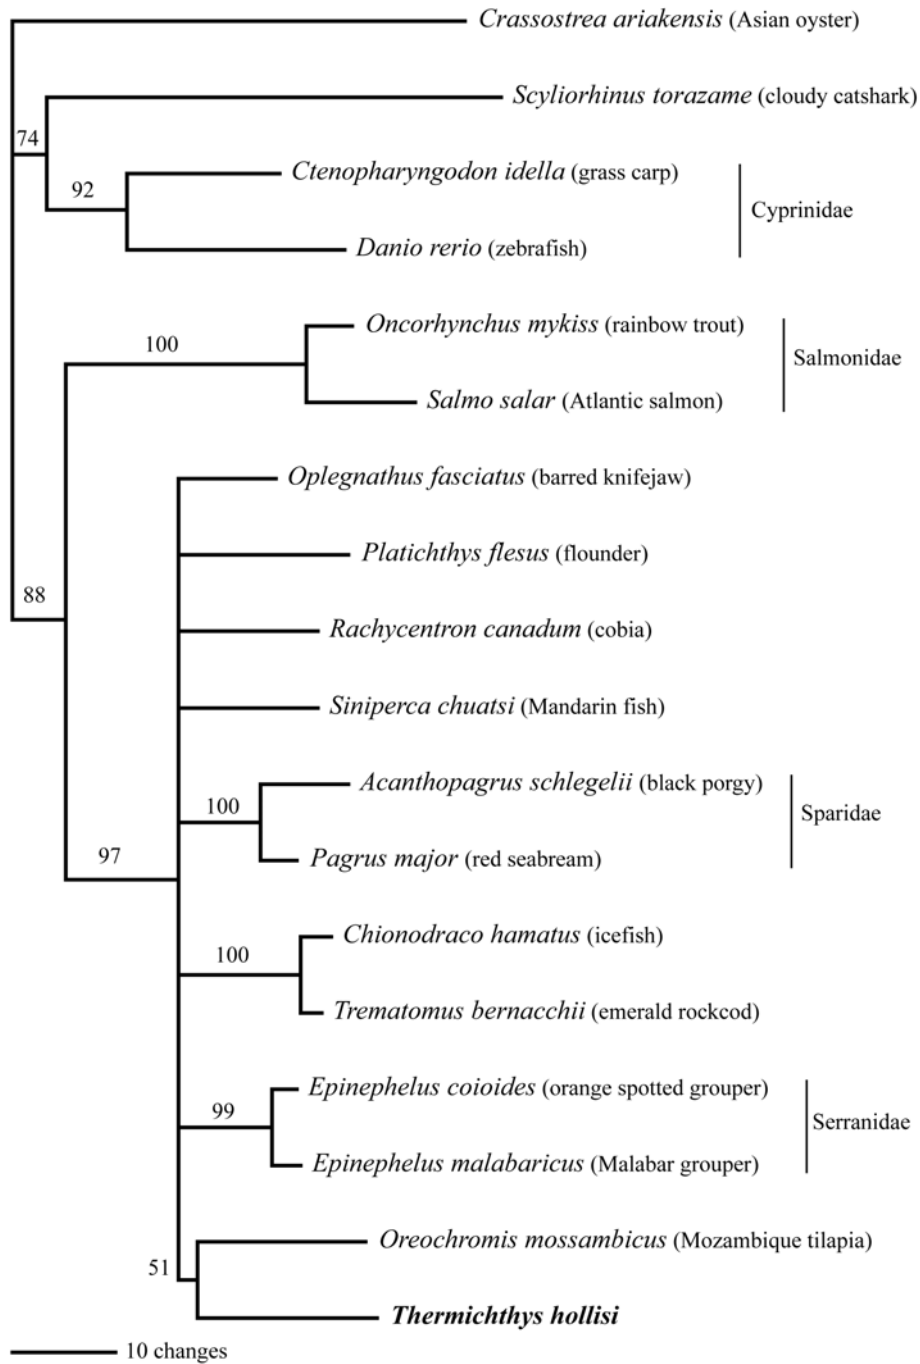 Crassostrea ariakensis (Asian oyster)
Scyliorhinus torazame (cloudy catshark)
74
Ctenopharyngodon idella (grass carp)
92
Cyprinidae
Danio rerio (zebrafish)
Oncorhynchus mykiss (rainbow trout)
100
Salmonidae
Salmo salar (Atlantic salmon)
Oplegnathus fasciatus (barred knifejaw)
Platichthys flesus (flounder)
88
Rachycentron canadum (cobia)
Siniperca chuatsi (Mandarin fish)
Acanthopagrus schlegelii (black porgy)
100
Sparidae
97
Pagrus major (red seabream)
Chionodraco hamatus (icefish)
100
Trematomus bernacchii (emerald rockcod)
Epinephelus coioides (orange spotted grouper)
99
Serranidae
Epinephelus malabaricus (Malabar grouper)
Oreochromis mossambicus (Mozambique tilapia)
51
Thermichthys hollisi
10 changes